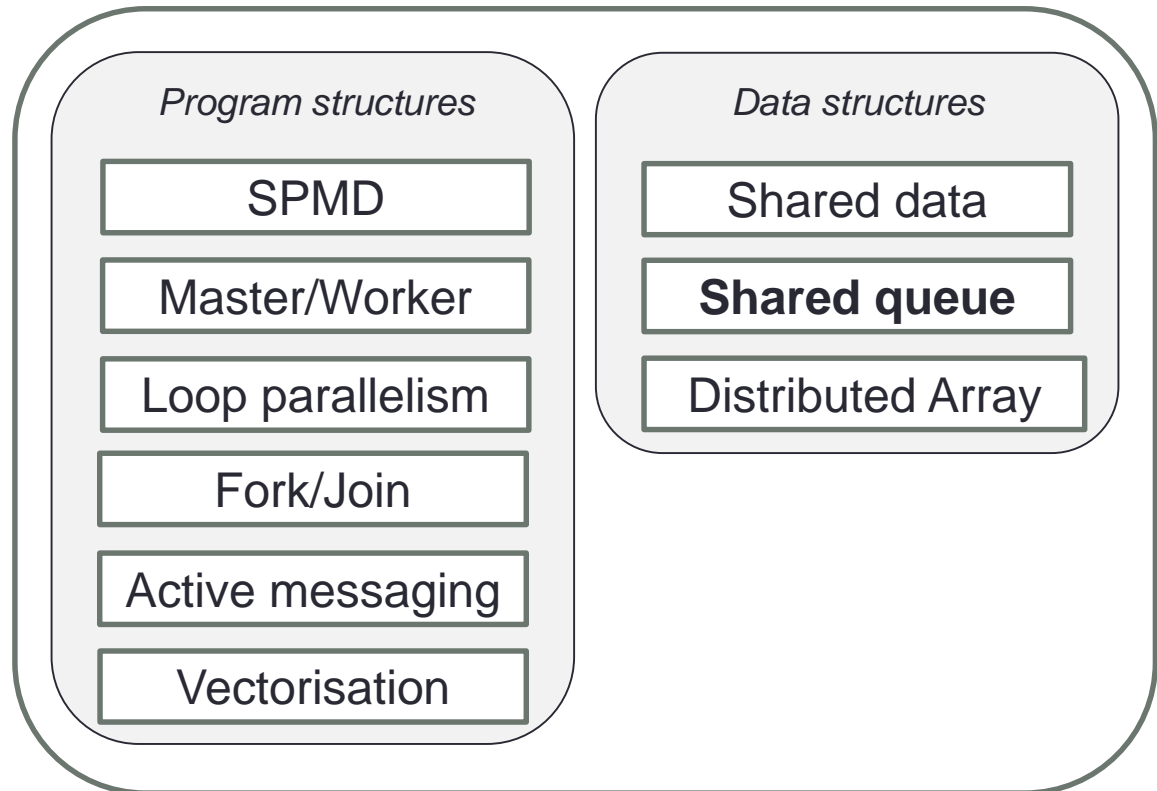 Program structures
SPMD
Master/Worker
Loop parallelism
Fork/Join
Active messaging
Vectorisation
Data structures
Shared data
Shared queue
Distributed Array